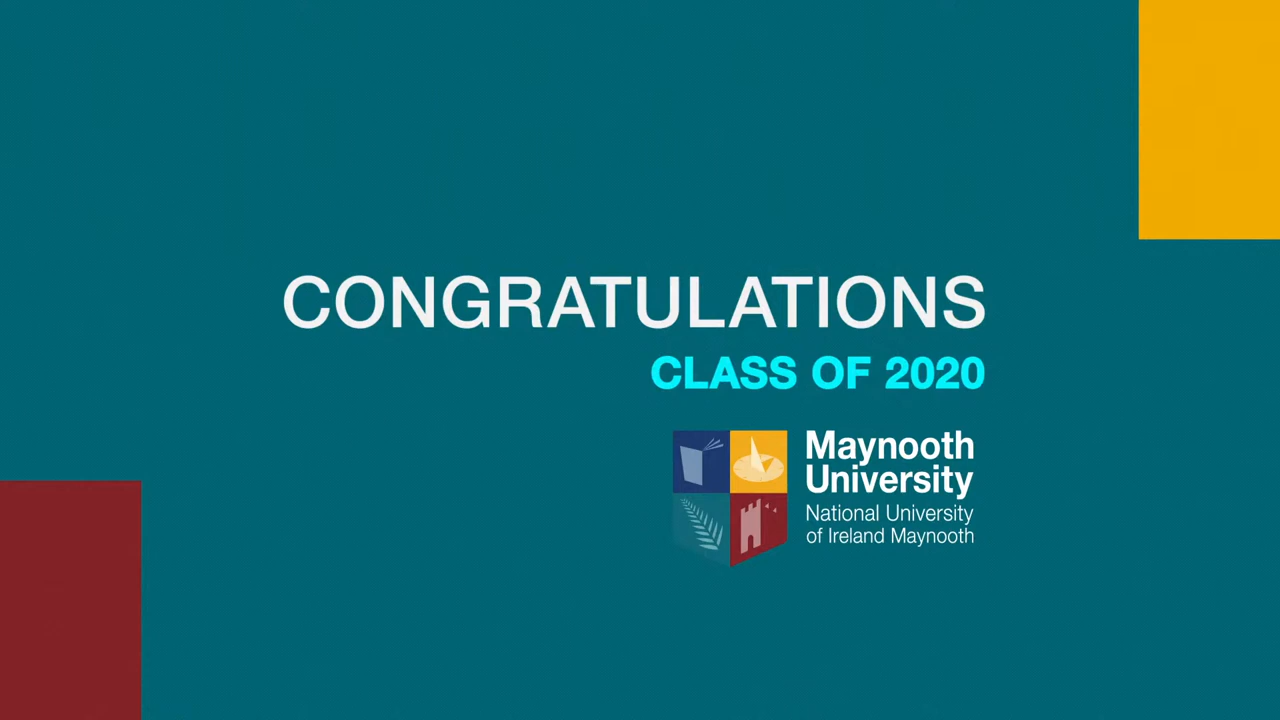 CONGRATULATIONS
CLASS OF 2020
Maynooth
University
National University
of Ireland Maynooth